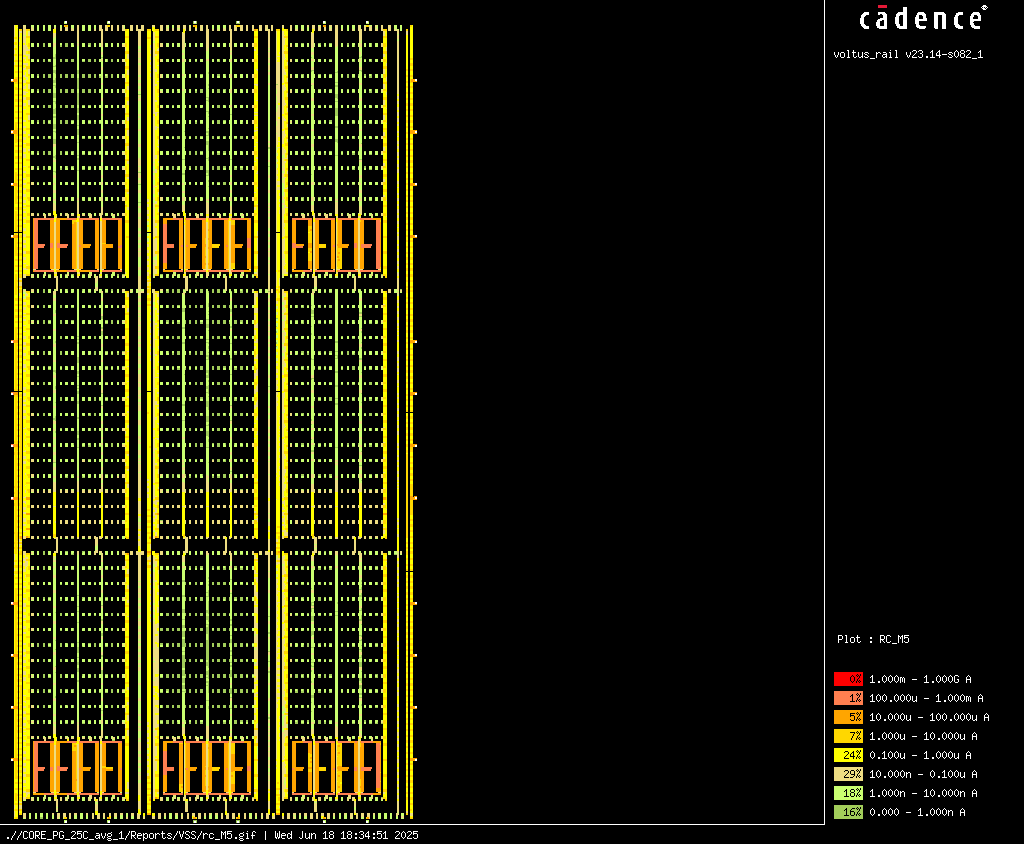 cādence®
voltus_rail v23.14-s082_1
Plot : RC_M5
0% 1.000m - 1.000G A
1% 100.000u - 1.000m A
5% 10.000u - 100.000u A
7% 1.000u - 10.000u A
24% 0.100u - 1.000u A
29% 10.000n - 0.100u A
18% 1.000n - 10.000n A
16% 0.000 - 1.000n A
.//CORE_PG_25C_avg_1/Reports/VSS/rc_M5.gif | Wed Jun 18 18:34:51 2025